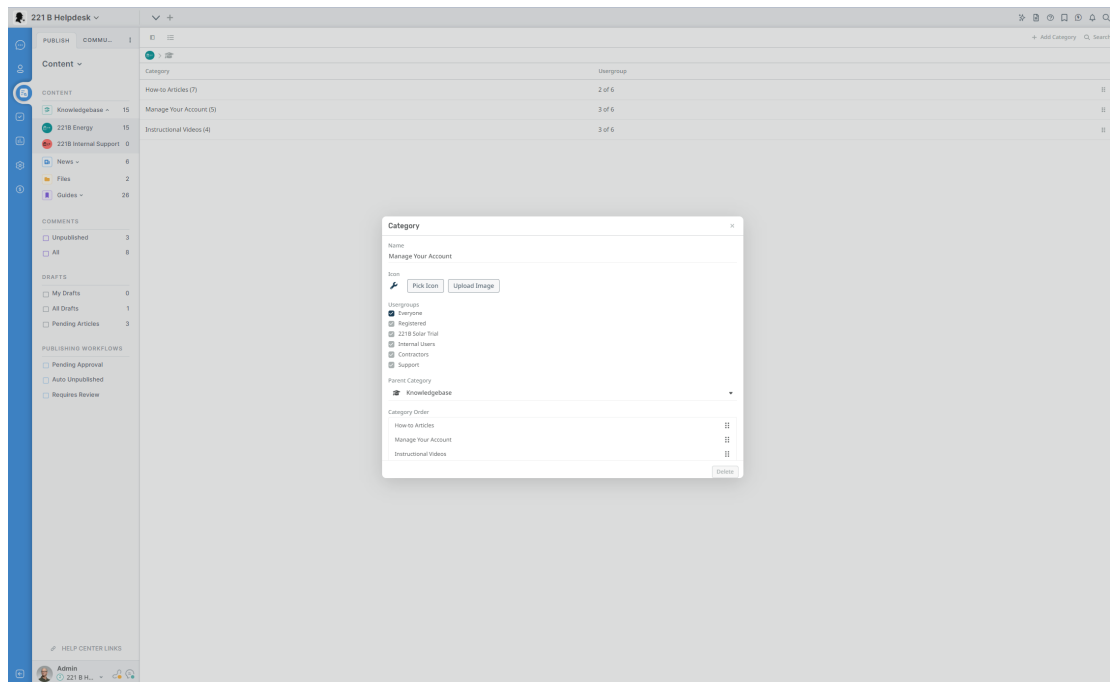 221 B Helpdesk
PUBLISH COMMU...
+ Add Category Search
Content
Category Usergroup
CONTENT
How-to Articles (7) 2 of 6
Manage Your Account (5) 3 of 6
Instructional Videos (4) 3 of 6
Knowledgebase 15
221B Energy 15
221B Internal Support 0
News 6
Files 2
Guides 26
COMMENTS
Unpublished 3
All 6
DRAFTS
My Drafts 0
All Drafts 1
Pending Articles 3
PUBLISHING WORKFLOWS
Pending Approval
Auto Unpublished
Requires Review
HELP CENTER LINKS
Admin
221 B H...
Category ×
Name
Manage Your Account
Icon
Pick Icon Upload Image
Usergroups
Everyone
Registered
221B Solar Trial
Internal Users
Contractors
Support
Parent Category
Knowledgebase
Category Order
How-to Articles
Manage Your Account
Instructional Videos
Delete